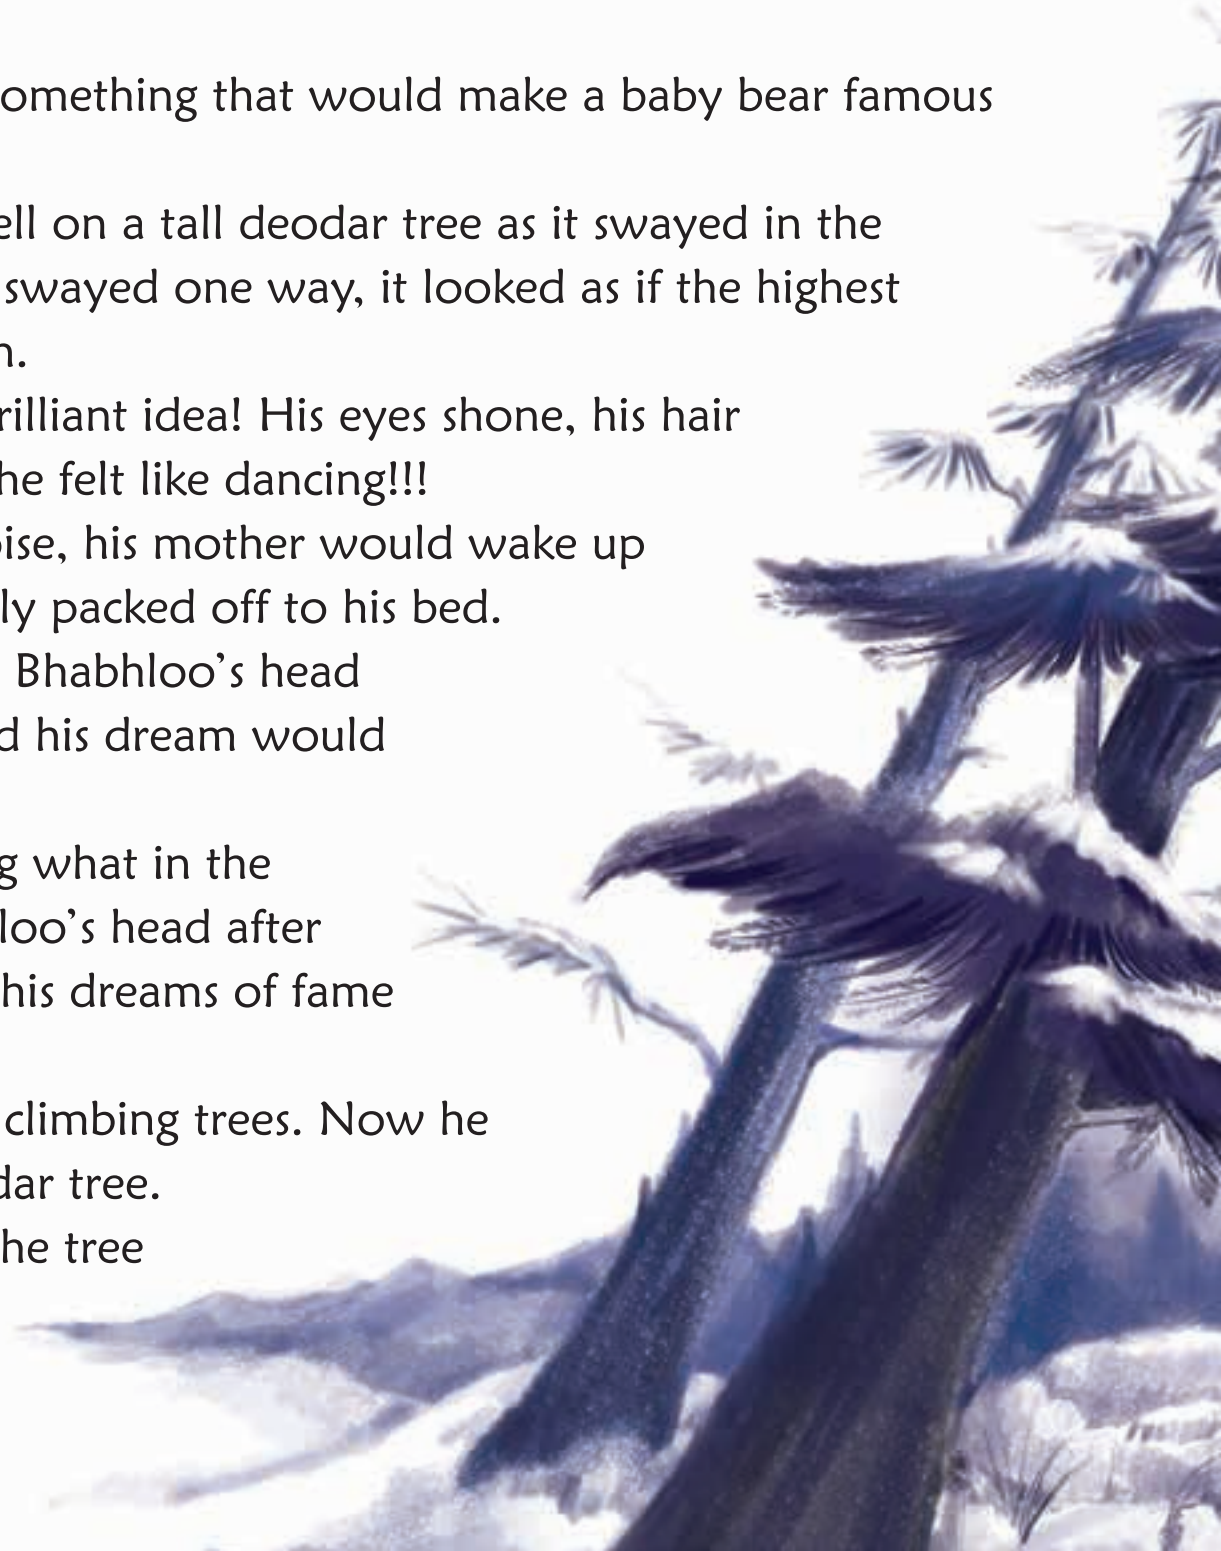 omething that would make a baby bear famous
ell on a tall deodar tree as it swayed in the
swayed one way, it looked as if the highest
n.
rilliant idea! His eyes shone, his hair
he felt like dancing!!!
oise, his mother would wake up
ly packed off to his bed.
Bhabhloo’s head
d his dream would
g what in the
loo’s head after
his dreams of fame
climbing trees. Now he
dar tree.
he tree